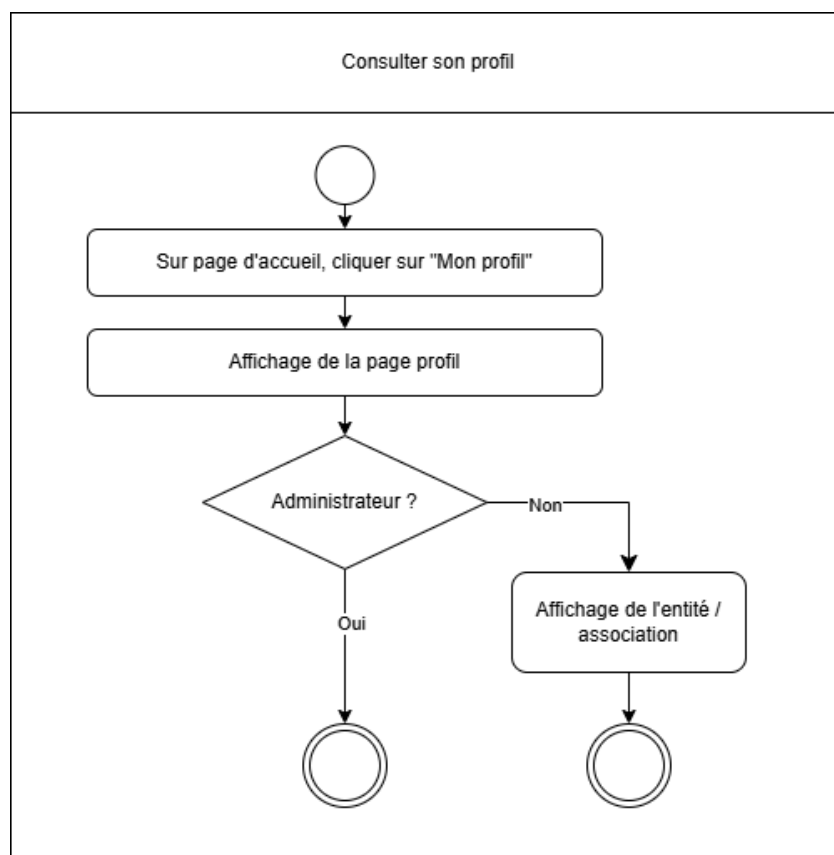 Consulter son profil
Sur page d'accueil, cliquer sur "Mon profil"
Affichage de la page profil
Administrateur ?
Non
Affichage de l'entité /
association
Oui